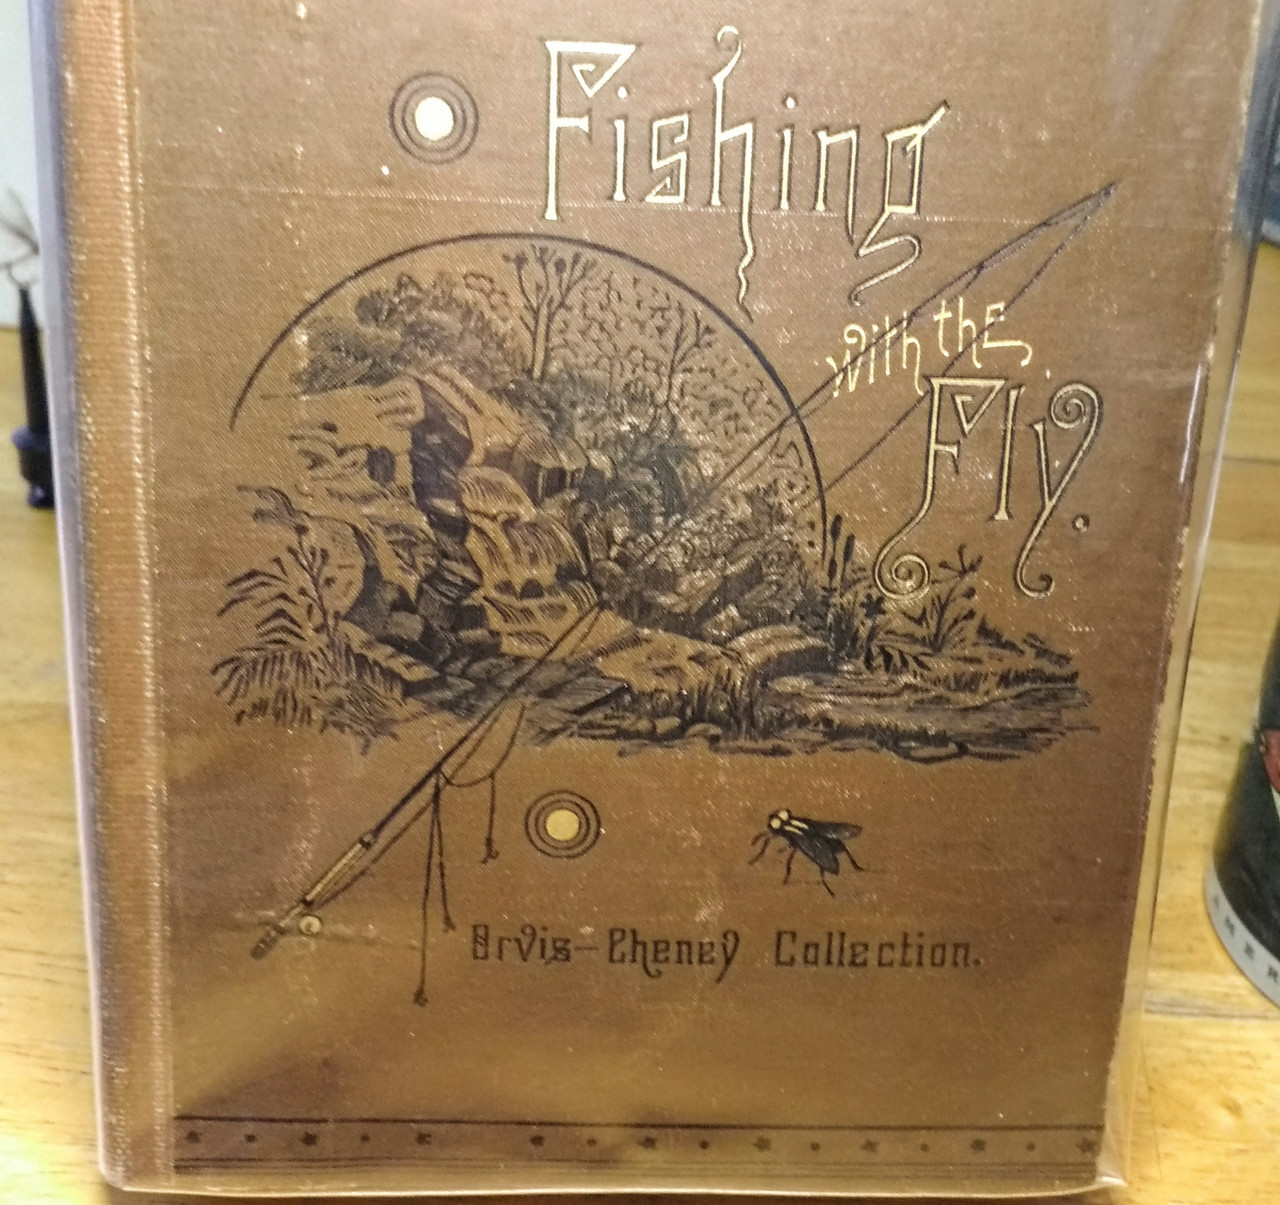 Fishing
with the
Fly.
Orvis-Cheney Collection.